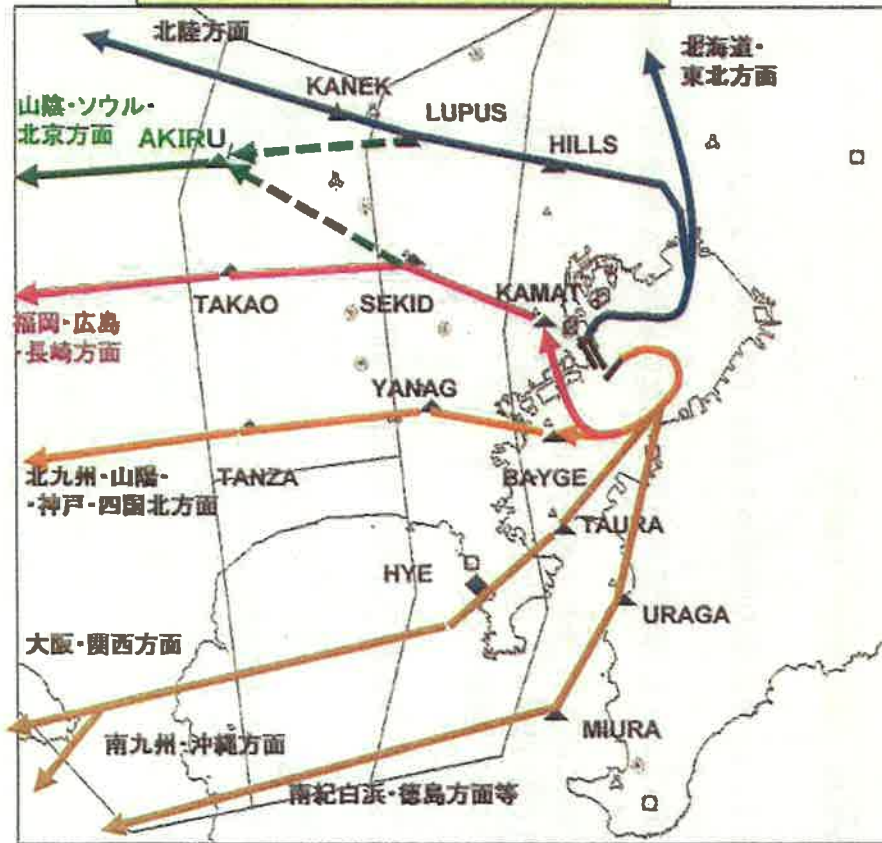 北陸方面
北海道・
東北方面
KANEK
LUPUS
山陰・ソウル・
北京方面
AKIRU
HILLS
KAMAT
TAKAO
SEKID
福岡・広島
・長崎方面
YANAG
BAYGE
TANZA
北九州・山陽・
・神戸・四国北方面
TAURA
HYE
URAGA
大阪・関西方面
MIURA
南九州・沖縄方面
南紀白浜・徳島方面等